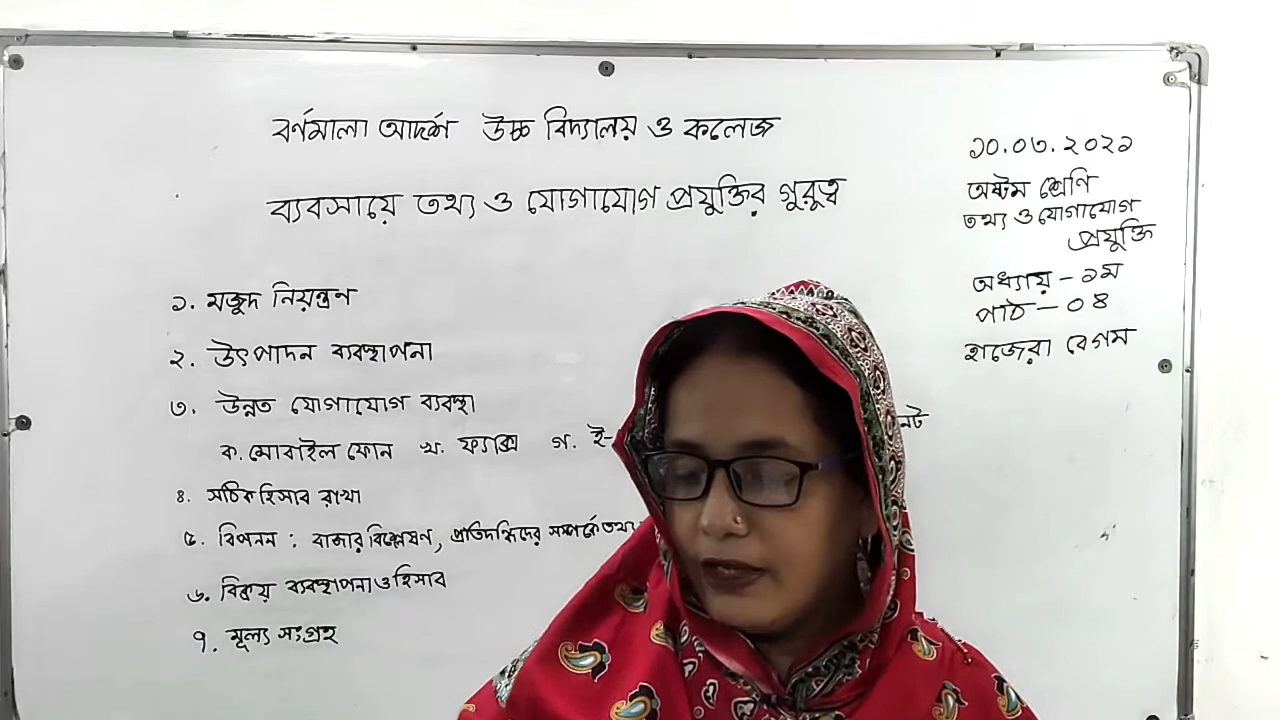 বর্ণমালা আদর্শ উচ্চ বিদ্যালয় ও কলেজ
ব্যবসায়ে তথ্য ও যোগাযোগ প্রযুক্তির গুরুত্ব
১০.০৩.২০২১
অষ্টম শ্রেণি
তথ্য ও যোগাযোগ
প্রযুক্তি
অধ্যায় - ১ম
পাঠ - ০৪
হাজেরা বেগম
১. মজুদ নিয়ন্ত্রণ
২. উৎপাদন ব্যবস্থাপনা
৩. উন্নত যোগাযোগ ব্যবস্থা
ক. মোবাইল ফোন খ. ফ্যাক্স গ. ই-
৪. সঠিক হিসাব রাখা
৫. বিপনন : বাজার বিশ্লেষণ, প্রতিদন্ধিদের সম্পর্কে তথ্য
৬. বিক্রয় ব্যবস্থাপনা ও হিসাব
৭. মূল্য সংগ্রহ